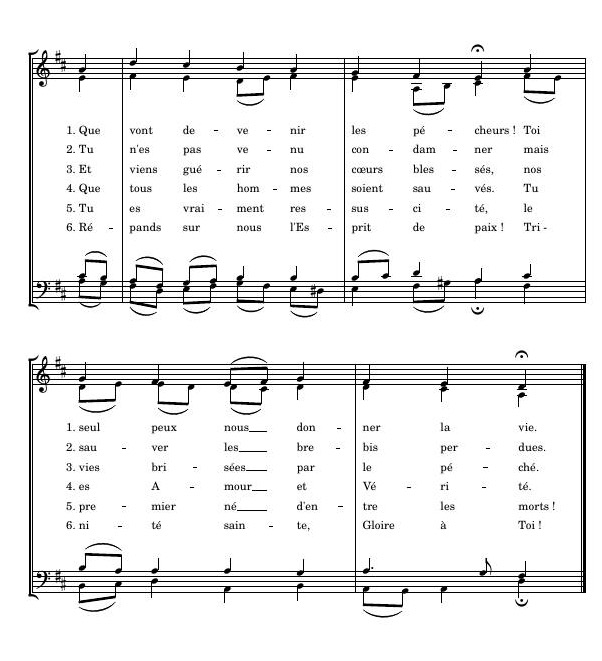 1. Que vont de - ve - nir les pé - cheurs ! Toi
2. Tu n'es pas ve - nu con - dam - ner mais
3. Et viens gué - rir nos cœurs bles - sés, nos
4. Que tous les hom - mes soient sau - vés. Tu
5. Tu es vrai - ment res - sus - ci - té, le
6. Ré - pands sur nous l'Es - prit de paix ! Tri -
1. seul peux nous don - ner la vie.
2. sau - ver les bre - bis per - dues.
3. vies bri - sées par le pé - ché.
4. es A - mour et Vé - ri - té.
5. pre - mier né d'en - tre les morts !
6. ni - té sain - te, Gloire à Toi !